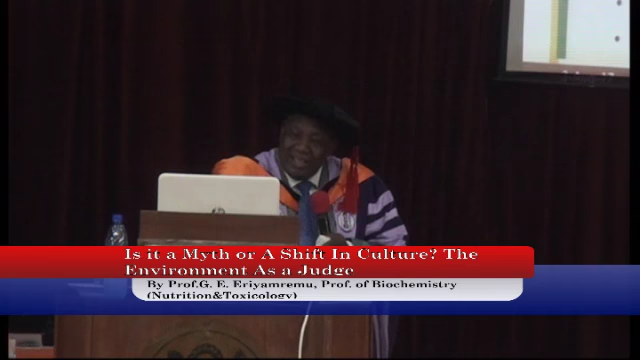 Is it a Myth or A Shift In Culture? The
Environment As a Judge
By Prof.G. E. Eriyamremu, Prof. of Biochemistry
(Nutrition&Toxicology)